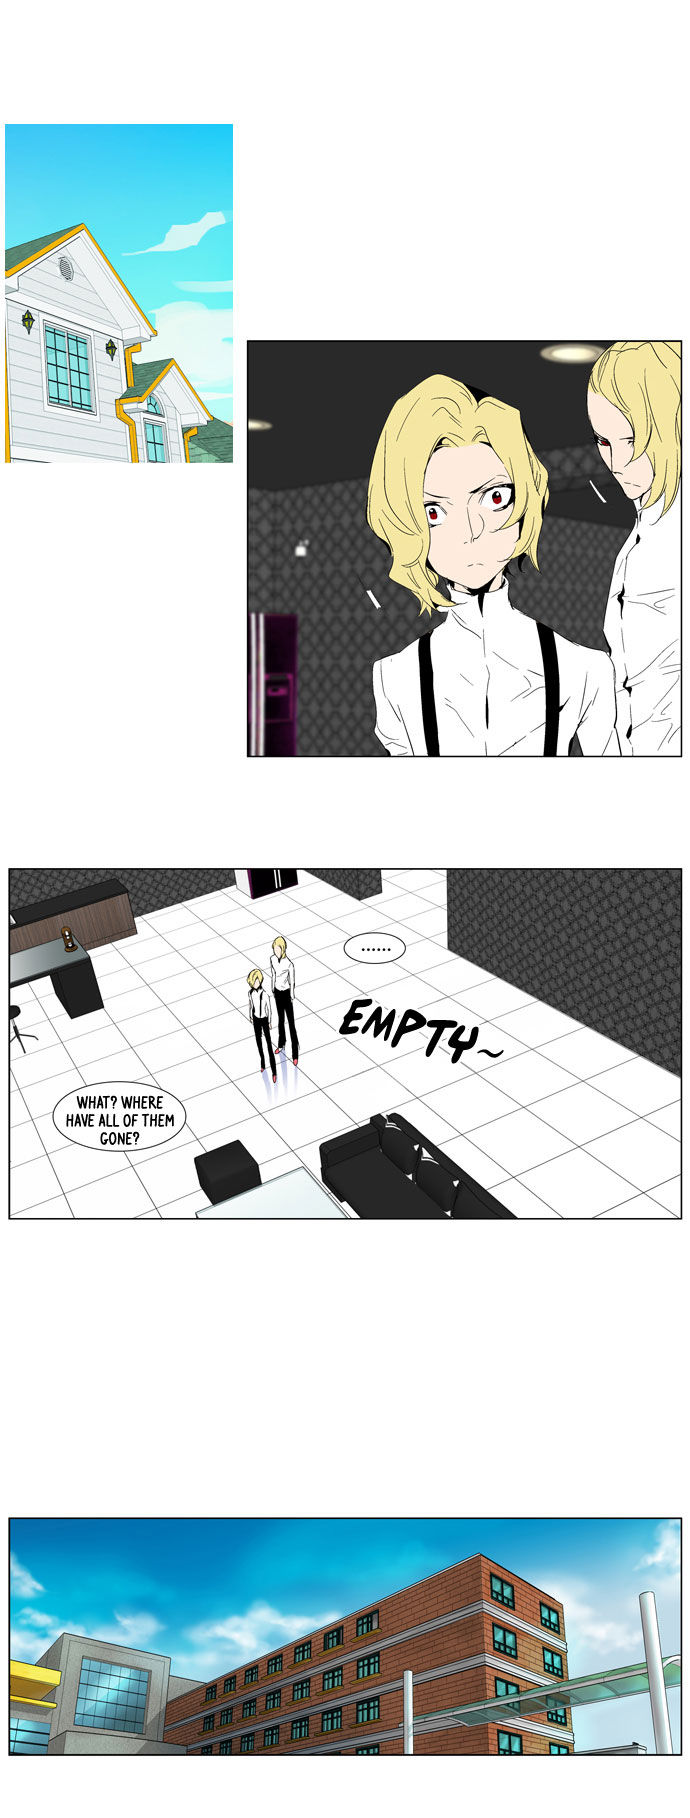 ......
EMPTY~
WHAT? WHERE
HAVE ALL OF THEM
GONE?